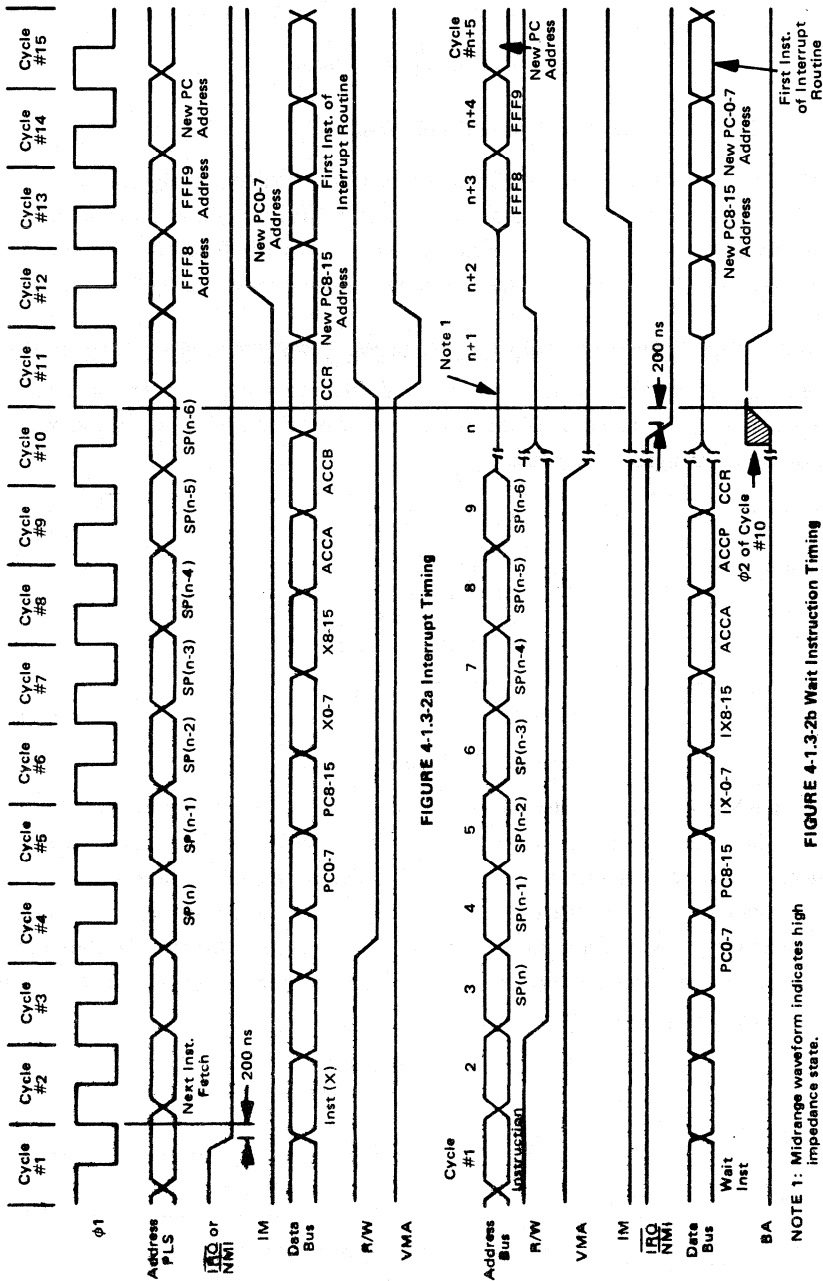 Cycle #1 Cycle #2 Cycle #3 Cycle #4 Cycle #5 Cycle #6 Cycle #7 Cycle #8 Cycle #9 Cycle #10 Cycle #11 Cycle #12 Cycle #13 Cycle #14 Cycle #15
φ1
Address PLS
Next Inst. Fetch SP(n) SP(n-1) SP(n-2) SP(n-3) SP(n-4) SP(n-5) SP(n-6) FFF8 Address FFF9 Address New PC Address
IRQ or NMI
200 ns
IM
Data Bus
Inst (X) PC0-7 PC8-15 X0-7 X8-15 ACCA ACCB CCR New PC8-15 Address New PC0-7 Address First Inst. of Interrupt Routine
R/W
VMA
FIGURE 4-1.3-2a Interrupt Timing
Cycle #1 2 3 4 5 6 7 8 9 n n+1 n+2 n+3 n+4 Cycle #n+5
Address Bus
Instruction SP(n) SP(n-1) SP(n-2) SP(n-3) SP(n-4) SP(n-5) SP(n-6) Note 1 FFF8 FFF9 New PC Address
R/W
VMA
IM
IRQ NMI
200 ns
Data Bus
Wait Inst PC0-7 PC8-15 IX-0-7 IX8-15 ACCA ACCP CCR New PC8-15 Address New PC-0-7 Address First Inst. of Interrupt Routine
BA
φ2 of Cycle #10
NOTE 1: Midrange waveform indicates high
impedance state.
FIGURE 4-1.3-2b Wait Instruction Timing